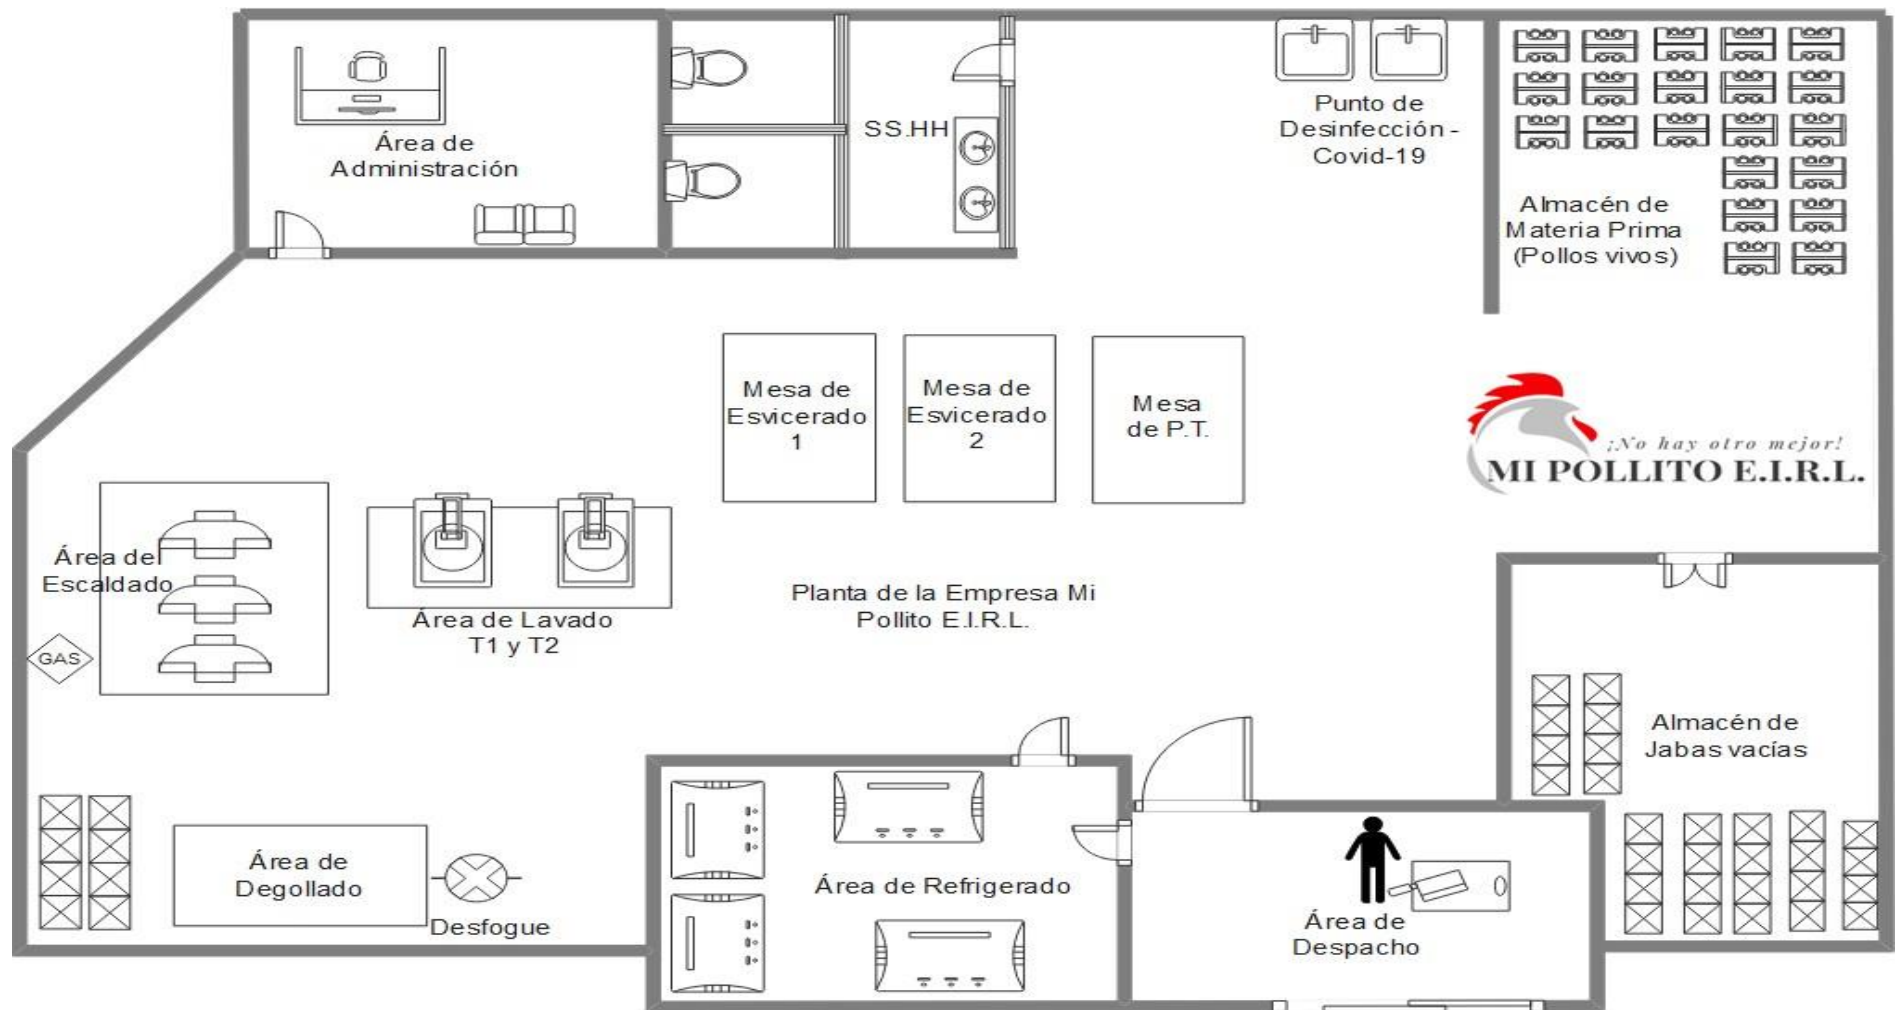 Área de
Administración
SS.HH
Punto de
Desinfección -
Covid-19
Almacén de
Materia Prima
(Pollos vivos)
Mesa de
Esvicerado
1
Mesa de
Esvicerado
2
Mesa
de P.T.
¡No hay otro mejor!
MI POLLITO E.I.R.L.
Área del
Escaldado
GAS
Área de Lavado
T1 y T2
Planta de la Empresa Mi
Pollito E.I.R.L.
Almacén de
Jabas vacías
Área de
Degollado
Desfogue
Área de Refrigerado
Área de
Despacho